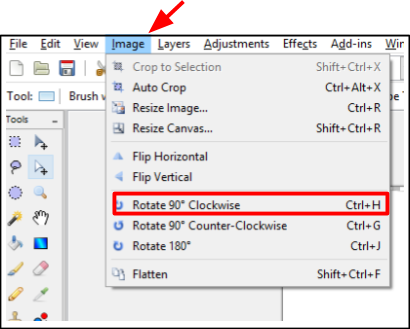 File Edit View Image Layers Adjustments Effects Add-ins
Crop to Selection Shift+Ctrl+X
Tool: Brush
Auto Crop Ctrl+Alt+X
Resize Image... Ctrl+R
Tools
Resize Canvas... Shift+Ctrl+R
Flip Horizontal
Flip Vertical
Rotate 90° Clockwise Ctrl+H
Rotate 90° Counter-Clockwise Ctrl+G
Rotate 180° Ctrl+J
Flatten Shift+Ctrl+F